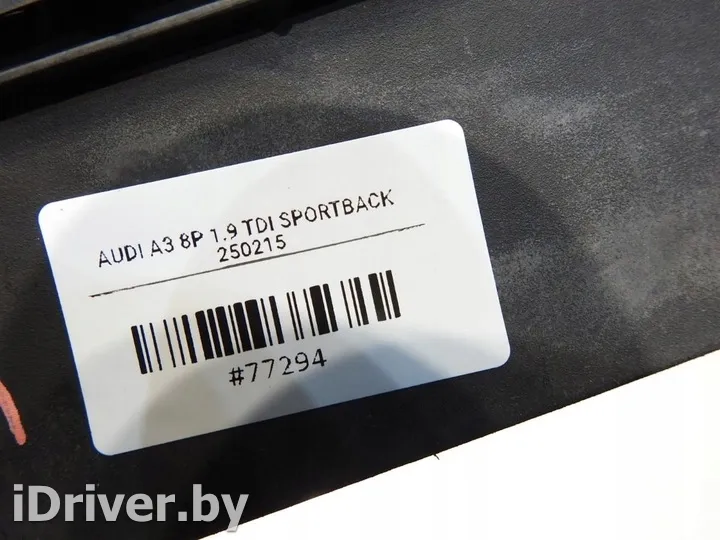 AUDI A3 8P 1.9 TDI SPORTBACK
250215
#77294
iDriver.by